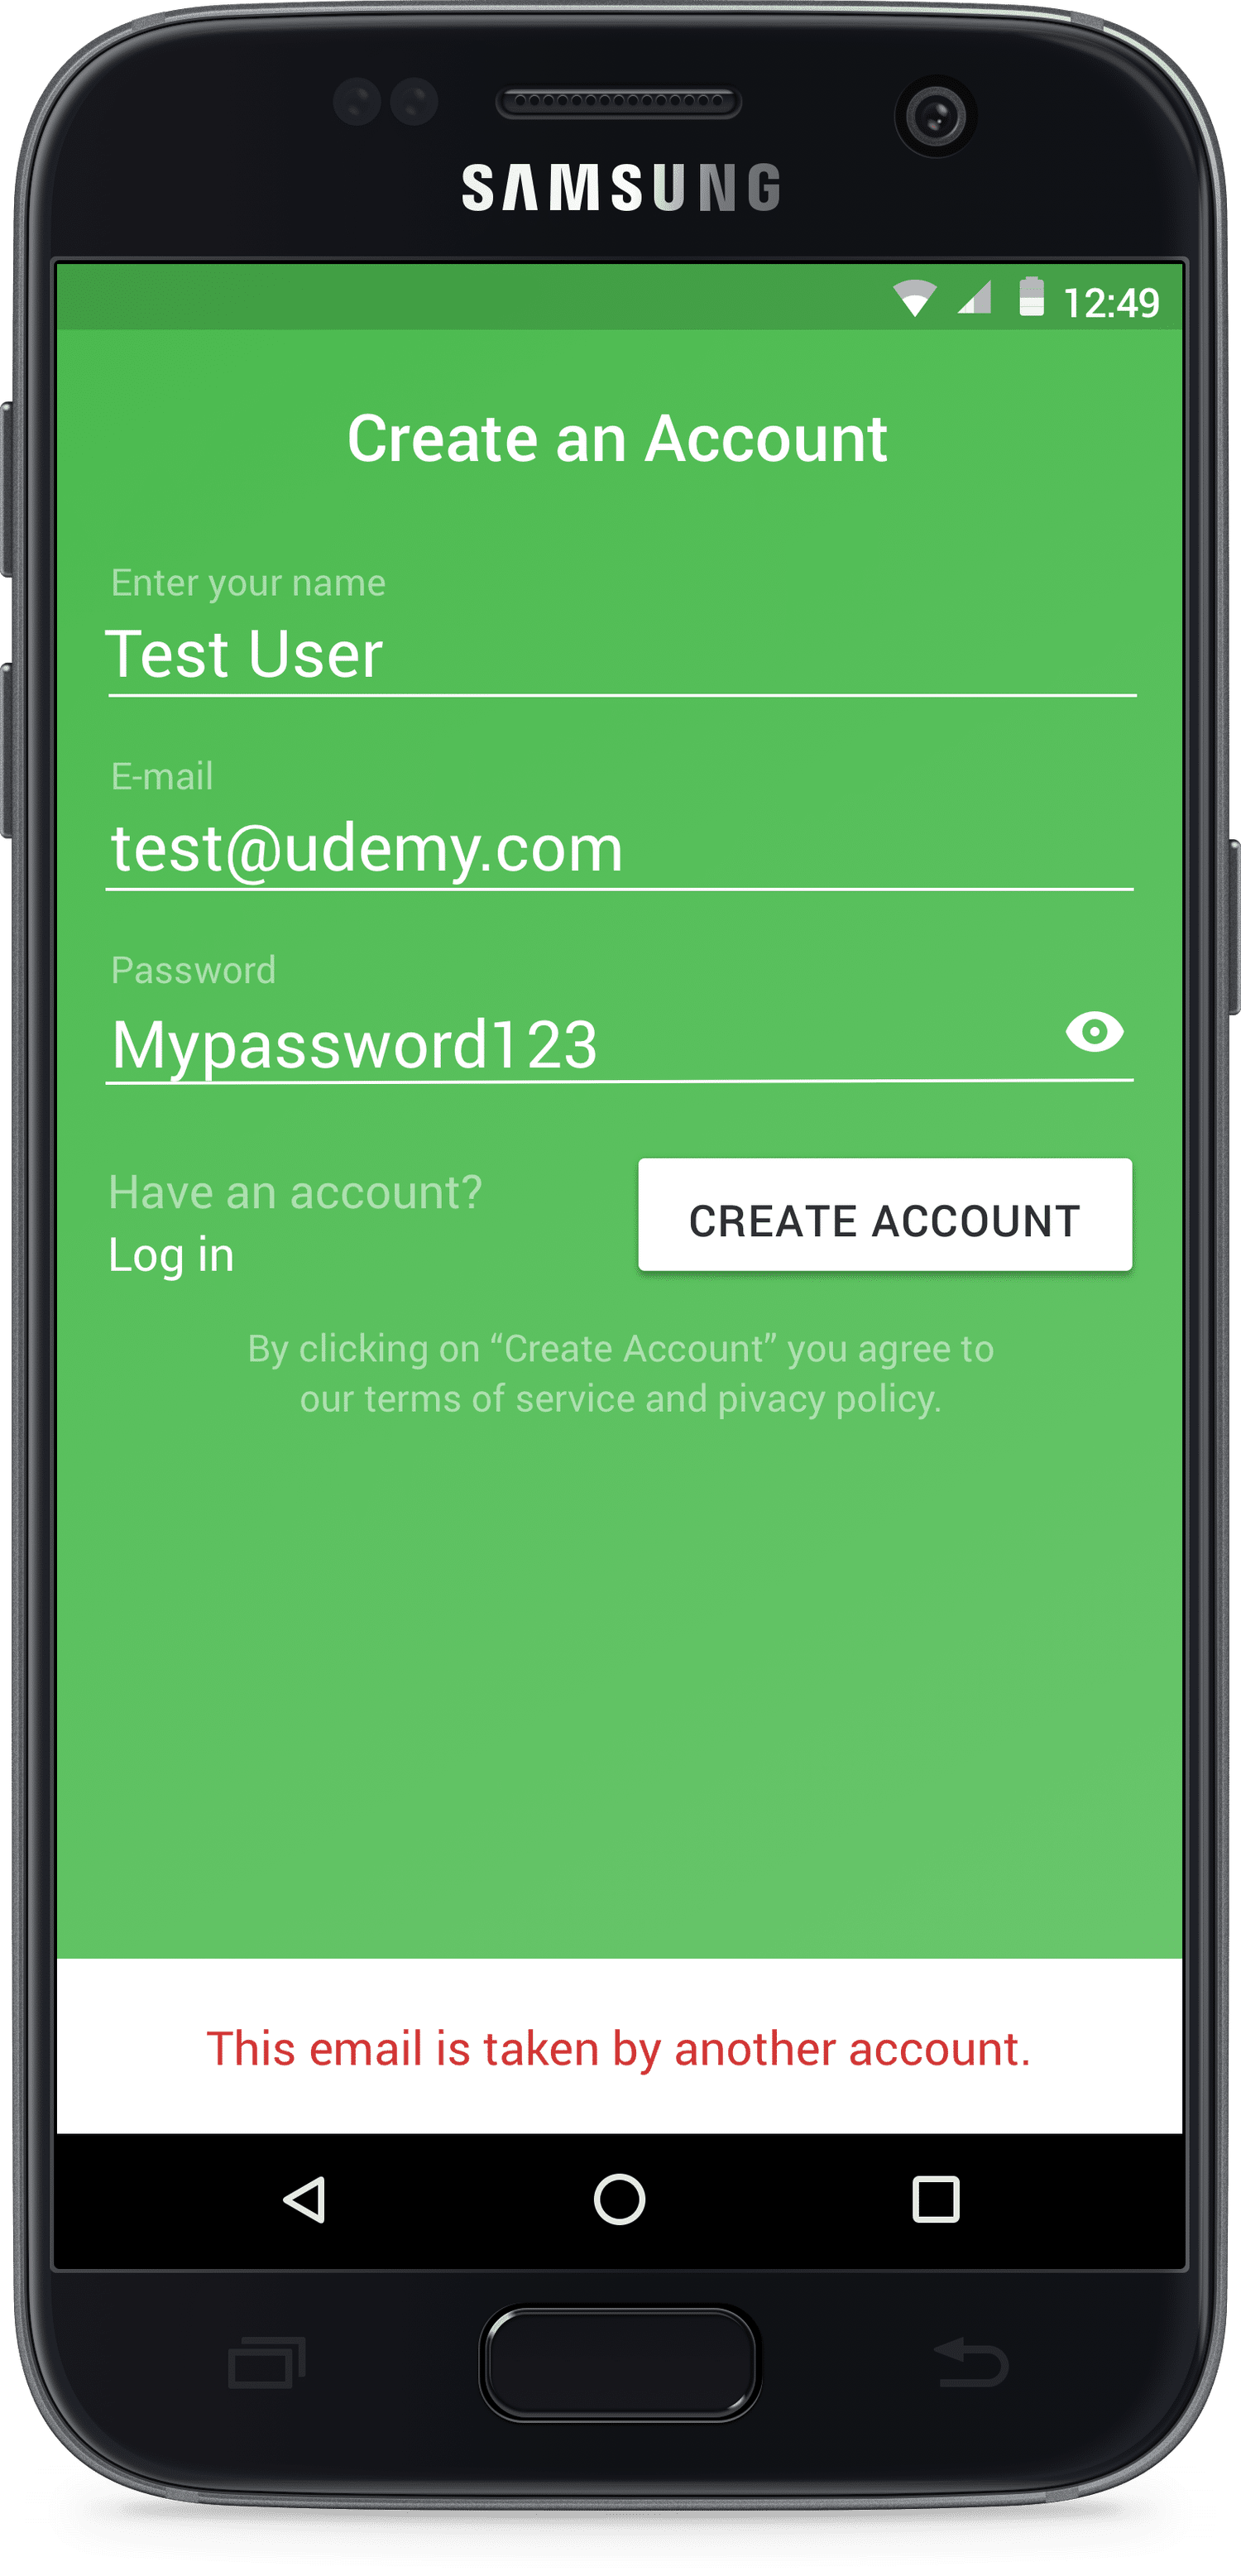 SAMSUNG
12:49
Create an Account
Enter your name
Test User
E-mail
test@udemy.com
Password
Mypassword123
Have an account?
Log in
CREATE ACCOUNT
By clicking on “Create Account” you agree to
our terms of service and pivacy policy.
This email is taken by another account.